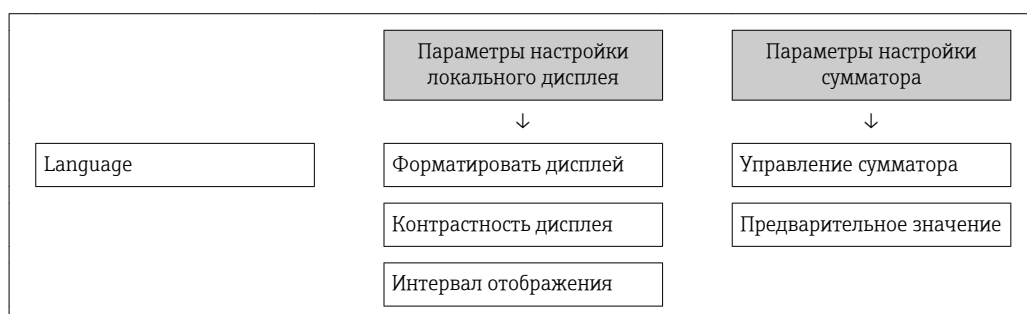 Параметры настройки
локального дисплея
Параметры настройки
сумматора
↓
↓
Language
Форматировать дисплей
Управление сумматора
Контрастность дисплея
Предварительное значение
Интервал отображения